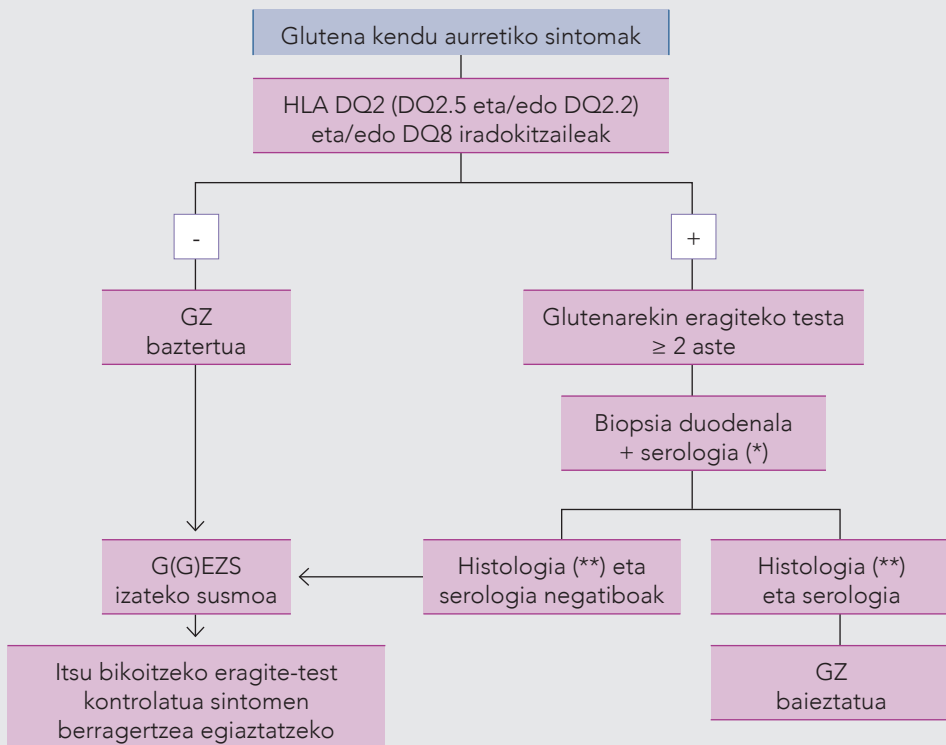 Glutena kendu aurretiko sintomak
HLA DQ2 (DQ2.5 eta/edo DQ2.2)
eta/edo DQ8 iradokitzaileak
-
+
GZ
baztertua
Glutenarekin eragiteko testa
≥ 2 aste
Biopsia duodenala
+ serologia (*)
G(G)EZS
izateko susmoa
Histologia (**) eta
serologia negatiboak
Histologia (**)
eta serologia
Itsu bikoitzeko eragite-test
kontrolatua sintomen
berragertzea egiaztatzeko
GZ
baieztatua